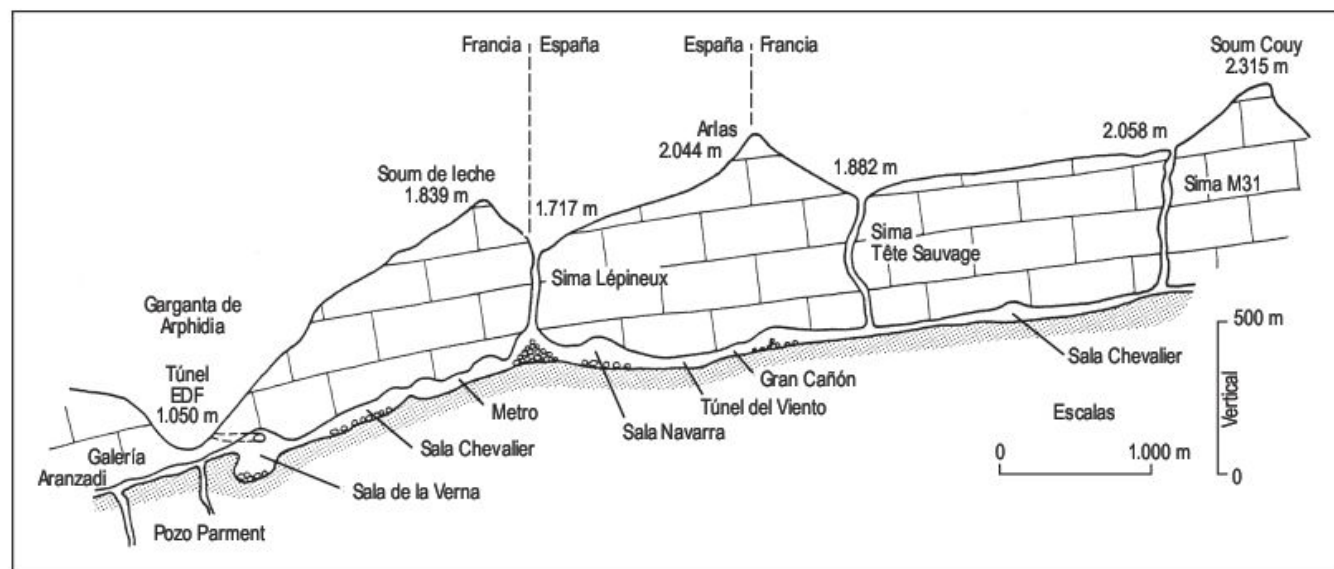 Francia
España
España
Francia
Soum Couy
2.315 m
Arlas
2.044 m
2.058 m
1.882 m
Soum de leche
1.839 m
1.717 m
Sima M31
Sima
Tête Sauvage
Sima Lépineux
Garganta de
Arphidia
Túnel
EDF
1.050 m
500 m
Vertical
0
Sala Chevalier
Gran Cañón
Túnel del Viento
Metro
Sala Navarra
Escalas
0
1.000 m
Sala Chevalier
Galería
Aranzadi
Sala de la Verna
Pozo Parment